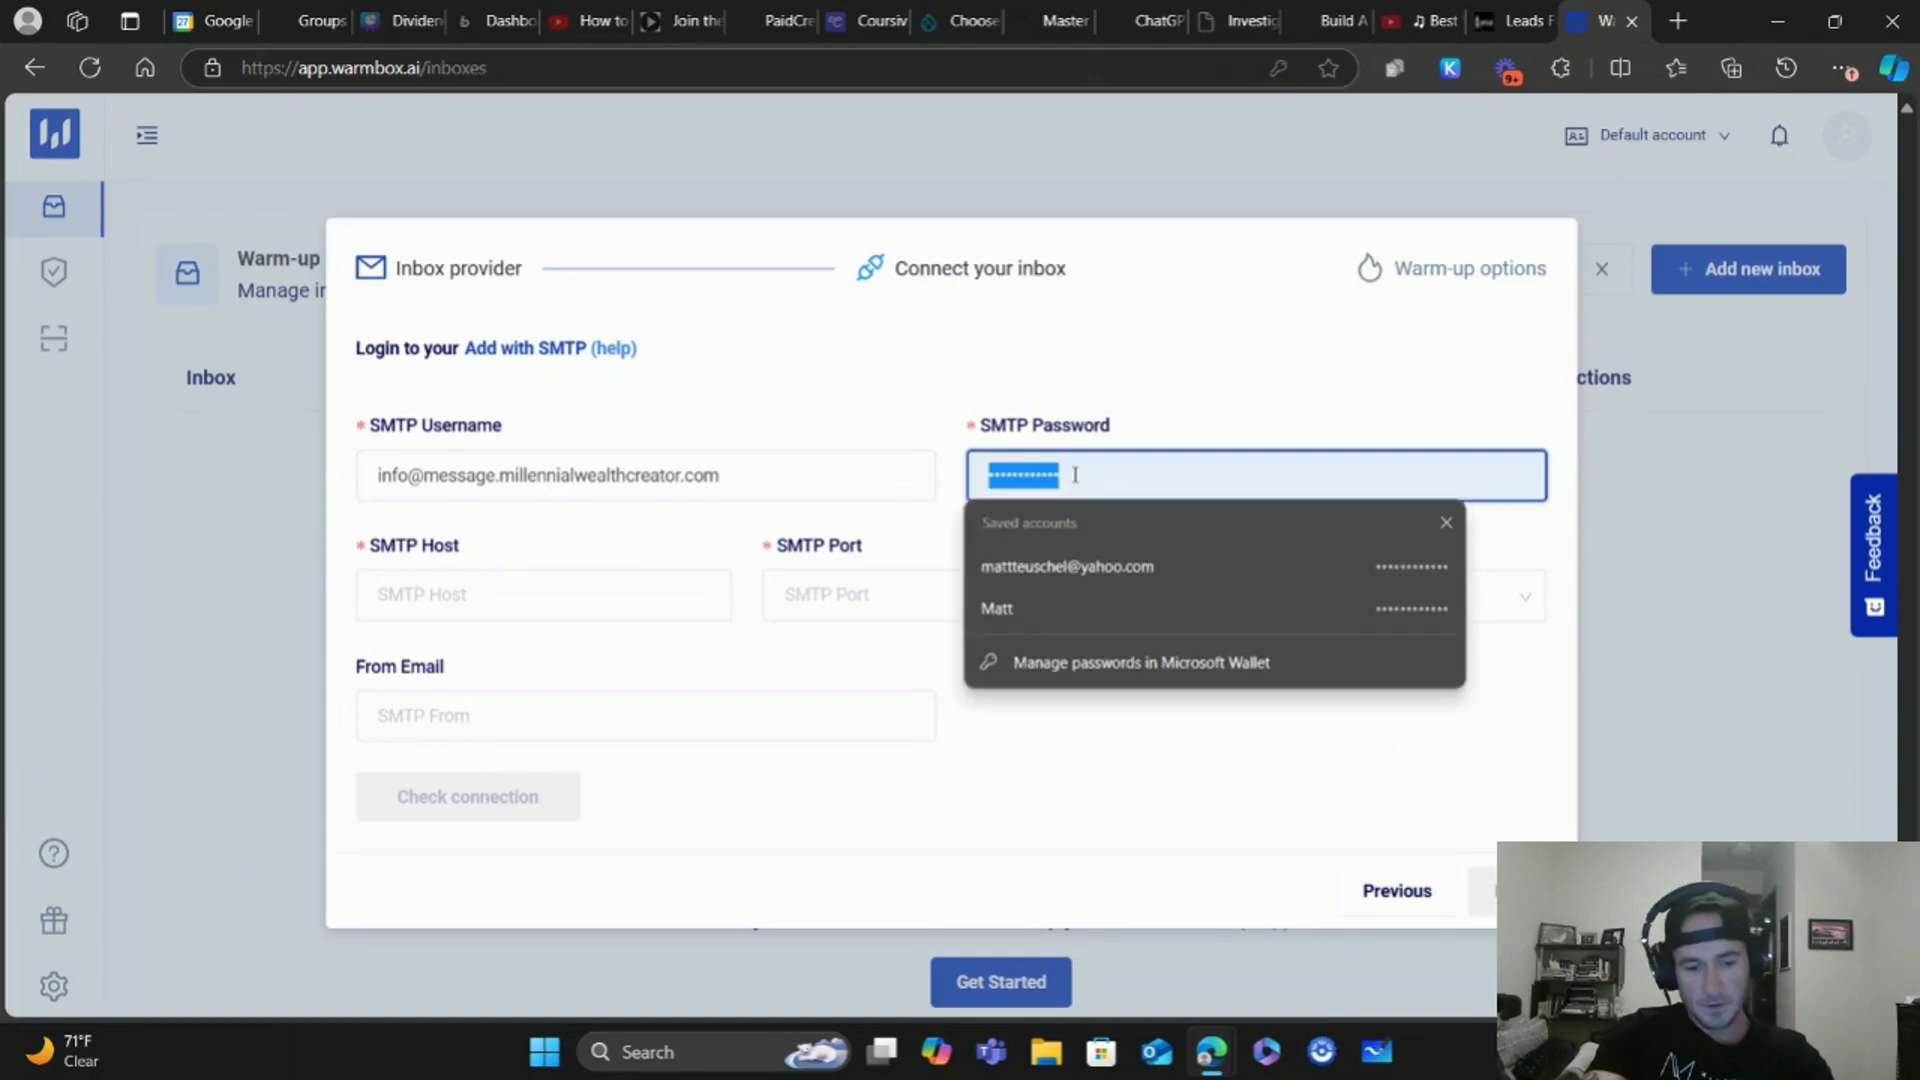 Google
Groups
Dividen
Dashbo
How to
Join the
PaidCre
Coursiv
Choose
Master
ChatGP
Investic
Build A
Best
Leads F
https://app.warmbox.ai/inboxes
9+
Default account
Warm-up
Manage in
Inbox provider
Connect your inbox
Warm-up options
+ Add new inbox
Login to your Add with SMTP (help)
Inbox
ctions
* SMTP Username
* SMTP Password
info@message.millennialwealthcreator.com
Saved accounts
mattteuschel@yahoo.com
Matt
Manage passwords in Microsoft Wallet
* SMTP Host
* SMTP Port
SMTP Host
SMTP Port
From Email
SMTP From
Check connection
Feedback
Previous
Get Started
71°F
Clear
Search